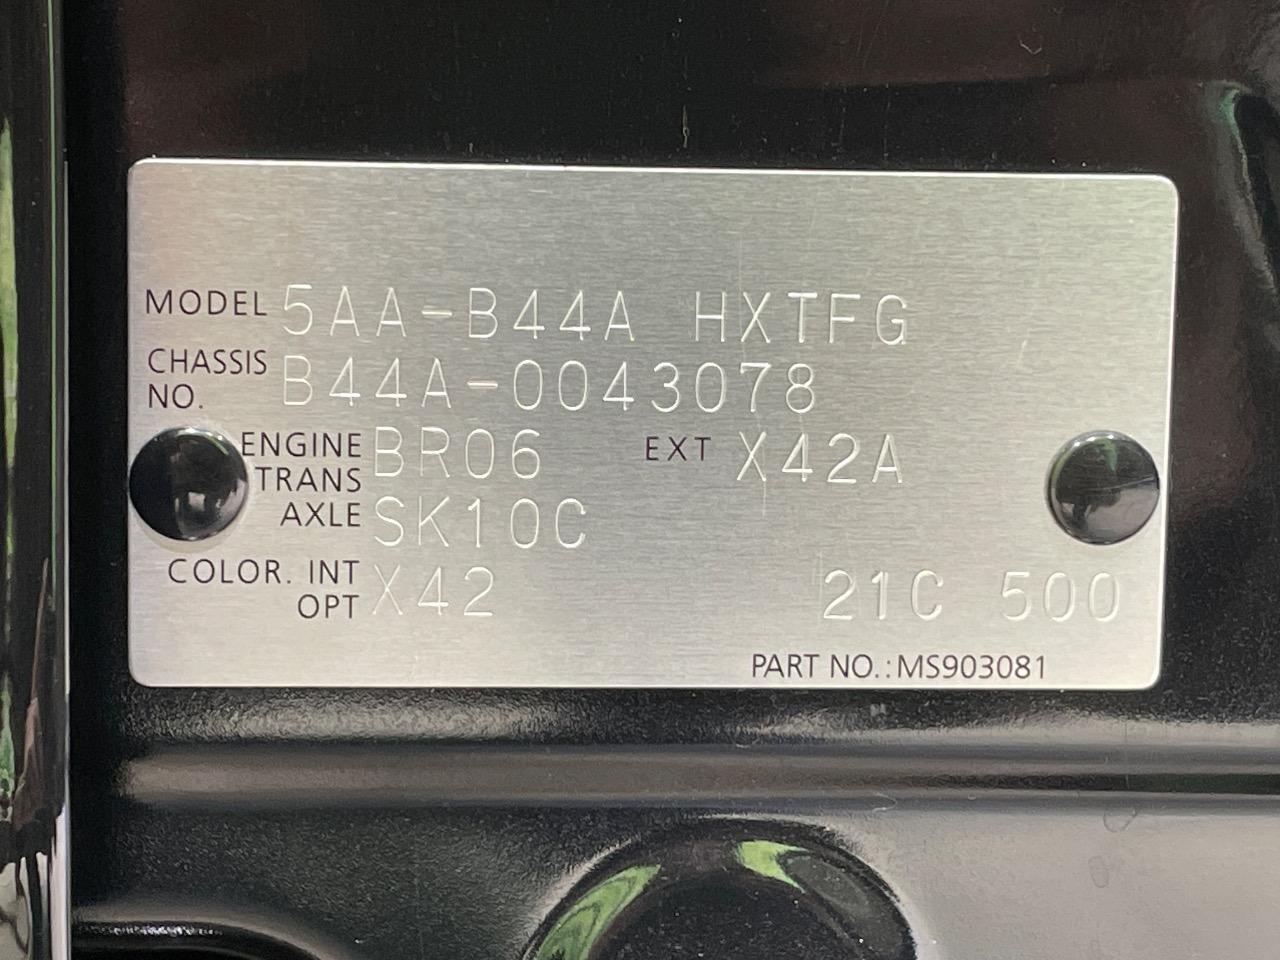 MODEL 5AA-B44A HXTFG
CHASSIS NO. B44A-0043078
ENGINE BR06 EXT X42A
TRANS
AXLE SK10C
COLOR. INT X42 21C 500
OPT
PART NO.: MS903081